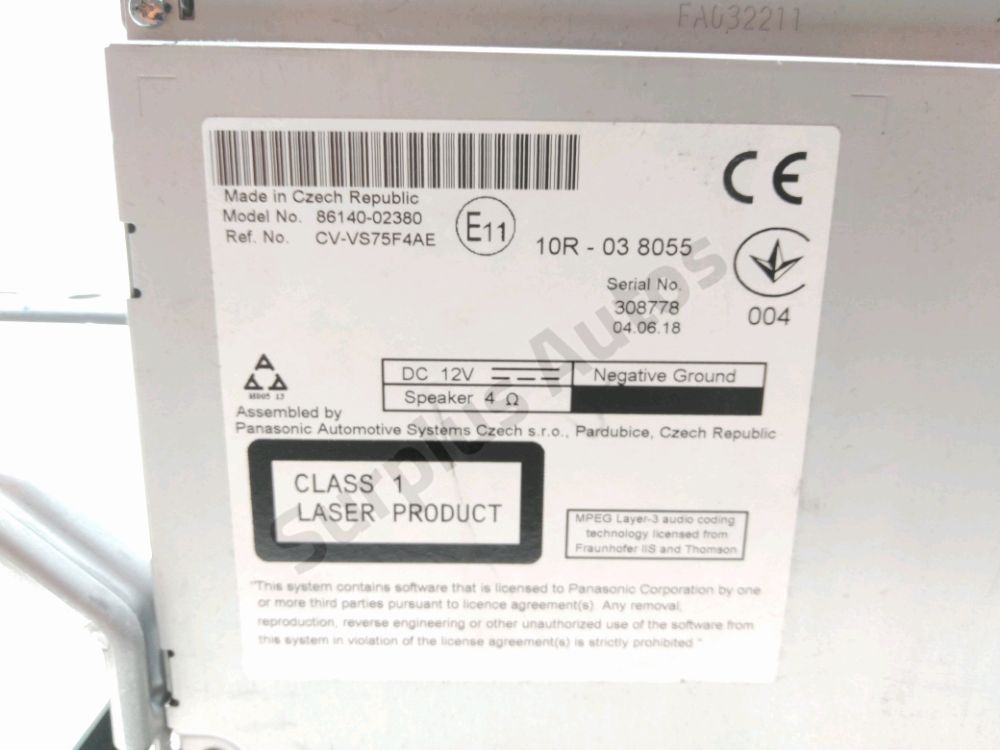 FA032211
CE
Made in Czech Republic
Model No. 86140-02380
Ref. No. CV-VS75F4AE
E11
10R - 03 8055
Serial No.
308778
04.06.18
004
DC 12V
Negative Ground
Speaker 4 Ω
Assembled by
Panasonic Automotive Systems Czech s.r.o., Pardubice, Czech Republic
CLASS 1
LASER PRODUCT
MPEG Layer-3 audio coding
technology licensed from
Fraunhofer IIS and Thomson
"This system contains software that is licensed to Panasonic Corporation by one
or more third parties pursuant to licence agreement(s). Any removal,
reproduction, reverse engineering or other unauthorized use of the software from
this system in violation of the license agreement(s) is strictly prohibited."
Surplus Autos